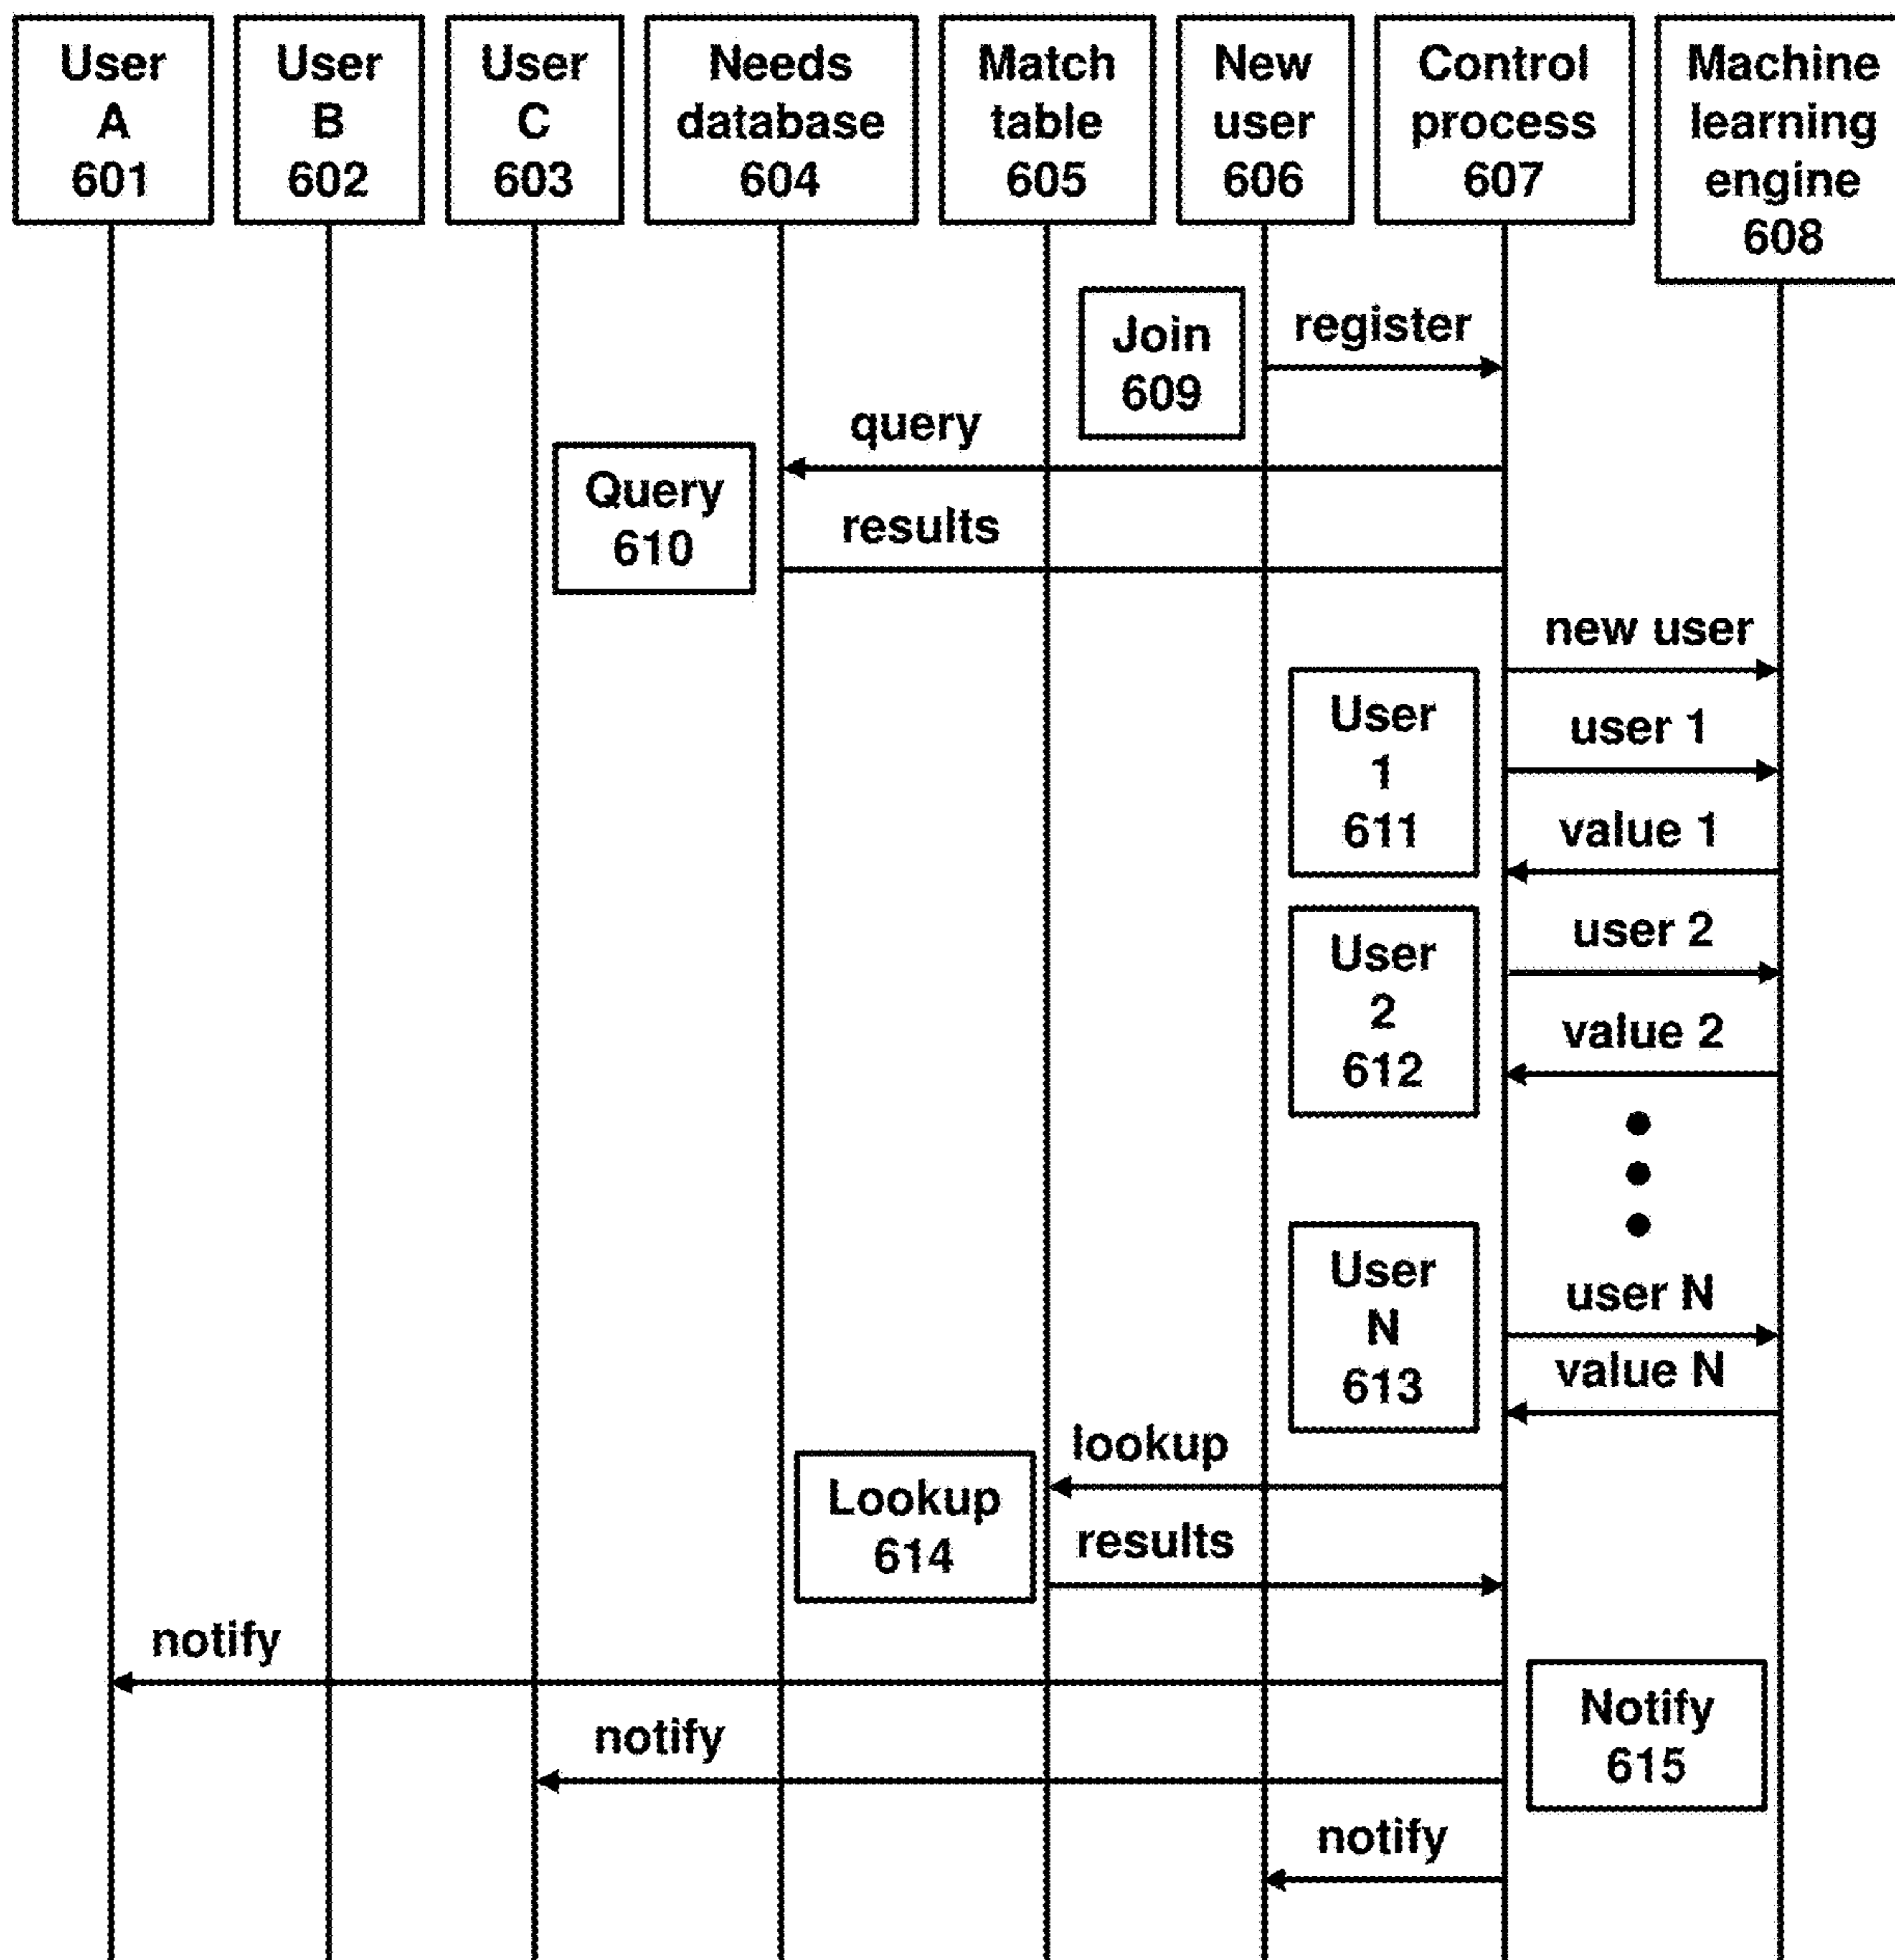 User
A
601
User
B
602
User
C
603
Needs
database
604
Match
table
605
New
user
606
Control
process
607
Machine
learning
engine
608
Join
609
register
query
Query
610
results
new user
User
1
611
user 1
value 1
User
2
612
user 2
value 2
User
N
613
user N
value N
lookup
Lookup
614
results
notify
Notify
615
notify
notify